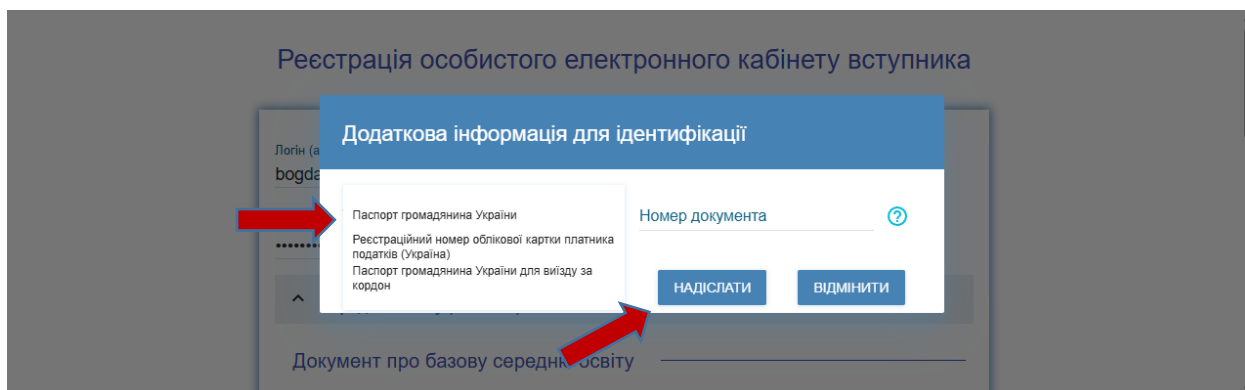 Реєстрація особистого електронного кабінету вступника
Додаткова інформація для ідентифікації
Логін (а
bogda
Паспорт громадянина України
Номер документа
?
Реєстраційний номер облікової картки платника
податків (Україна)
Паспорт громадянина України для виїзду за
кордон
НАДІСЛАТИ
ВІДМІНИТИ
Документ про базову середню освіту